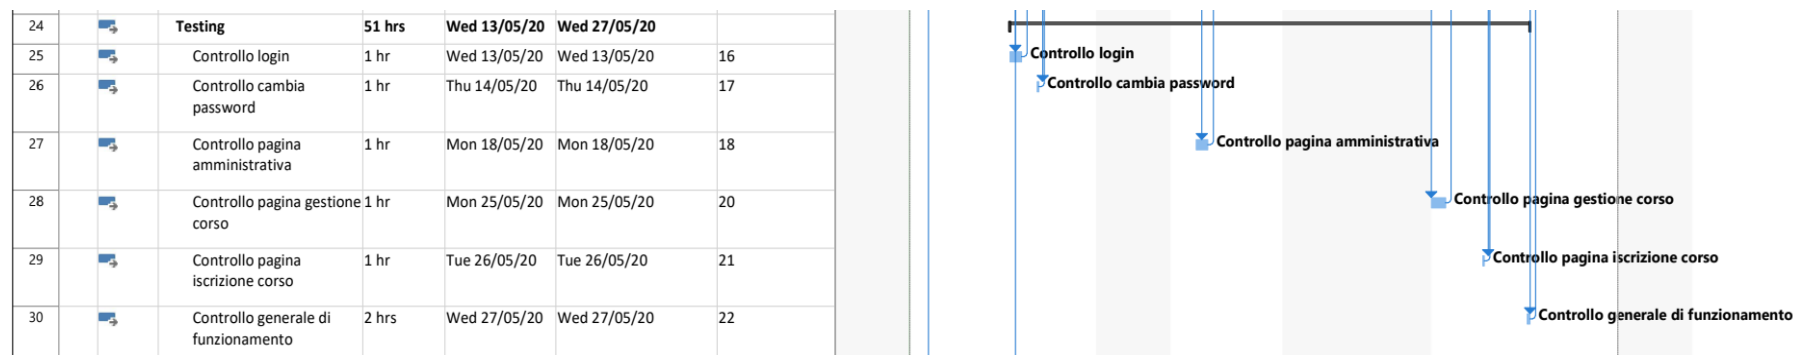 24 Testing 51 hrs Wed 13/05/20 Wed 27/05/20
25 Controllo login 1 hr Wed 13/05/20 Wed 13/05/20 16 Controllo login
26 Controllo cambia 1 hr Thu 14/05/20 Thu 14/05/20 17 Controllo cambia password
password
27 Controllo pagina 1 hr Mon 18/05/20 Mon 18/05/20 18 Controllo pagina amministrativa
amministrativa
28 Controllo pagina gestione 1 hr Mon 25/05/20 Mon 25/05/20 20 Controllo pagina gestione corso
corso
29 Controllo pagina 1 hr Tue 26/05/20 Tue 26/05/20 21 Controllo pagina iscrizione corso
iscrizione corso
30 Controllo generale di 2 hrs Wed 27/05/20 Wed 27/05/20 22 Controllo generale di funzionamento
funzionamento